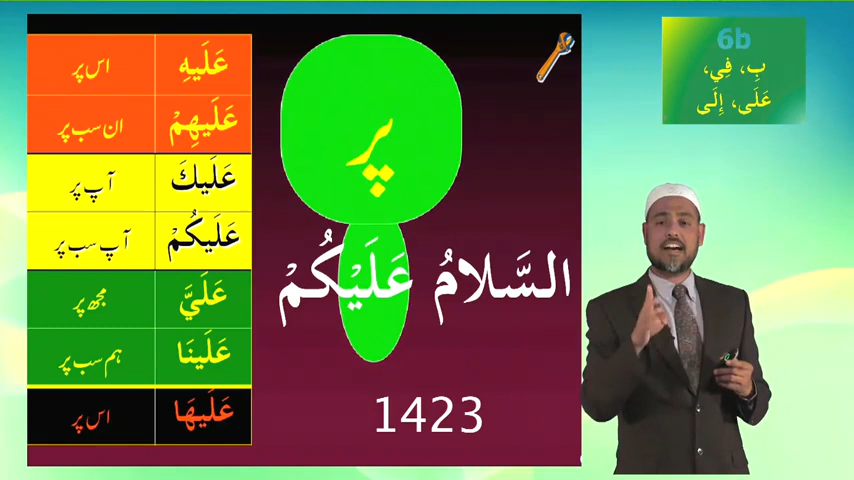 6b
بِ، فِي،
عَلَى، إِلَى
عَلَيهِ اس پر
عَلَيهِمْ ان سب پر
عَلَيكَ آپ پر
عَلَيكُمْ آپ سب پر
عَلَيَّ مجھ پر
عَلَينَا ہم سب پر
عَلَيهَا اس پر
پر
السَّلامُ عَلَيْكُمْ
1423